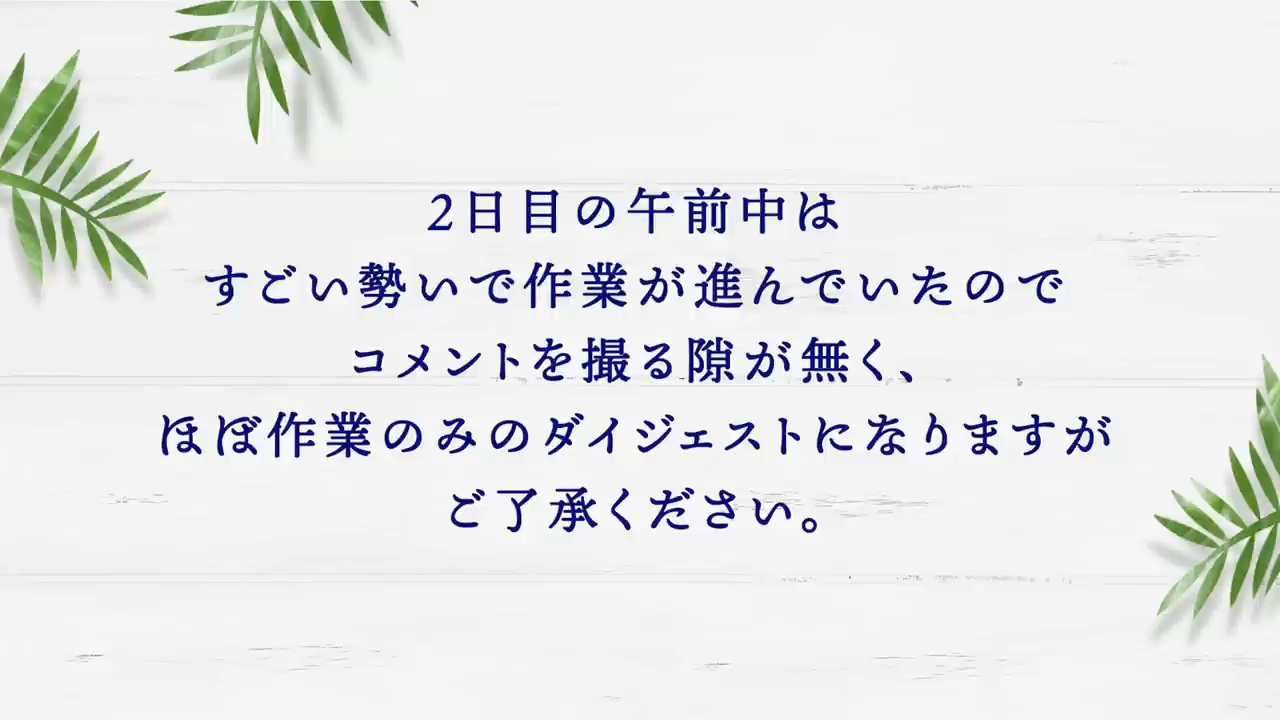 2日目の午前中は
すごい勢いで作業が進んでいたので
コメントを撮る隙が無く、
ほぼ作業のみのダイジェストになりますが
ご了承ください。